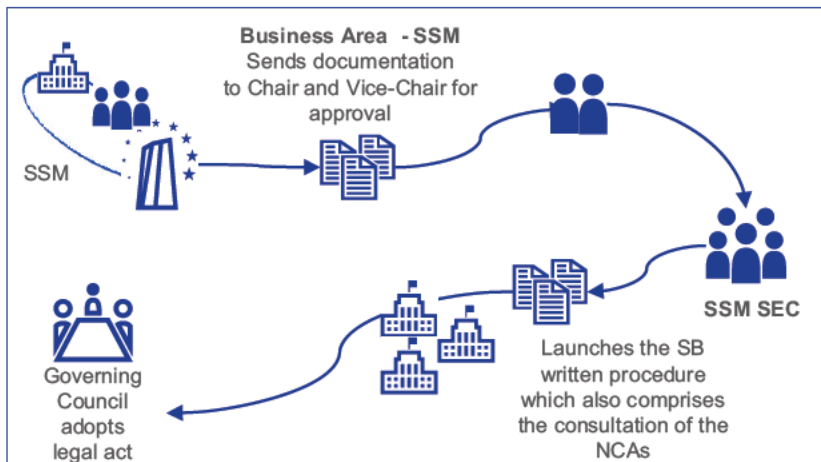 Business Area - SSM
Sends documentation
to Chair and Vice-Chair for
approval
SSM
SSM SEC
Launches the SB
written procedure
which also comprises
the consultation of the
NCAs
Governing
Council
adopts
legal act